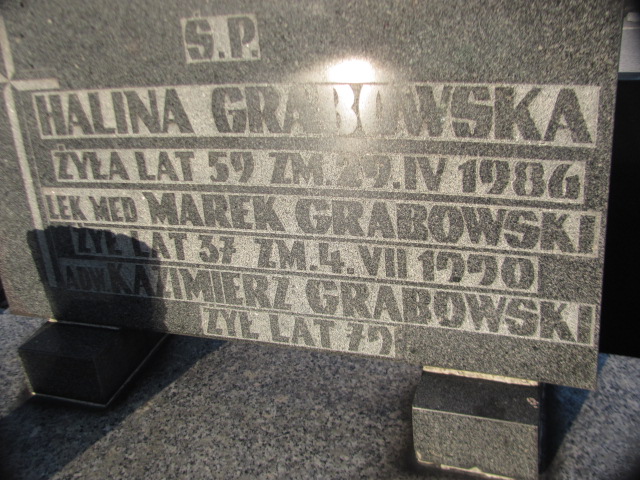 Ś.P.
HALINA GRABOWSKA
ŻYŁA LAT 59 ZM. 29.IV 1986
LEK MED MAREK GRABOWSKI
ŻYŁ LAT 37 ZM. 4. VII 1990
ADW KAZIMIERZ GRABOWSKI
ŻYŁ LAT 79